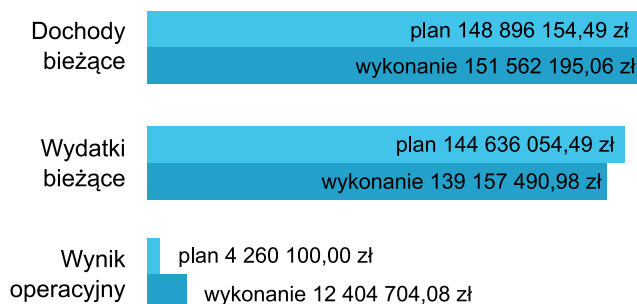 Dochody
bieżące
plan 148 896 154,49 zł
wykonanie 151 562 195,06 zł
Wydatki
bieżące
plan 144 636 054,49 zł
wykonanie 139 157 490,98 zł
Wynik
operacyjny
plan 4 260 100,00 zł
wykonanie 12 404 704,08 zł